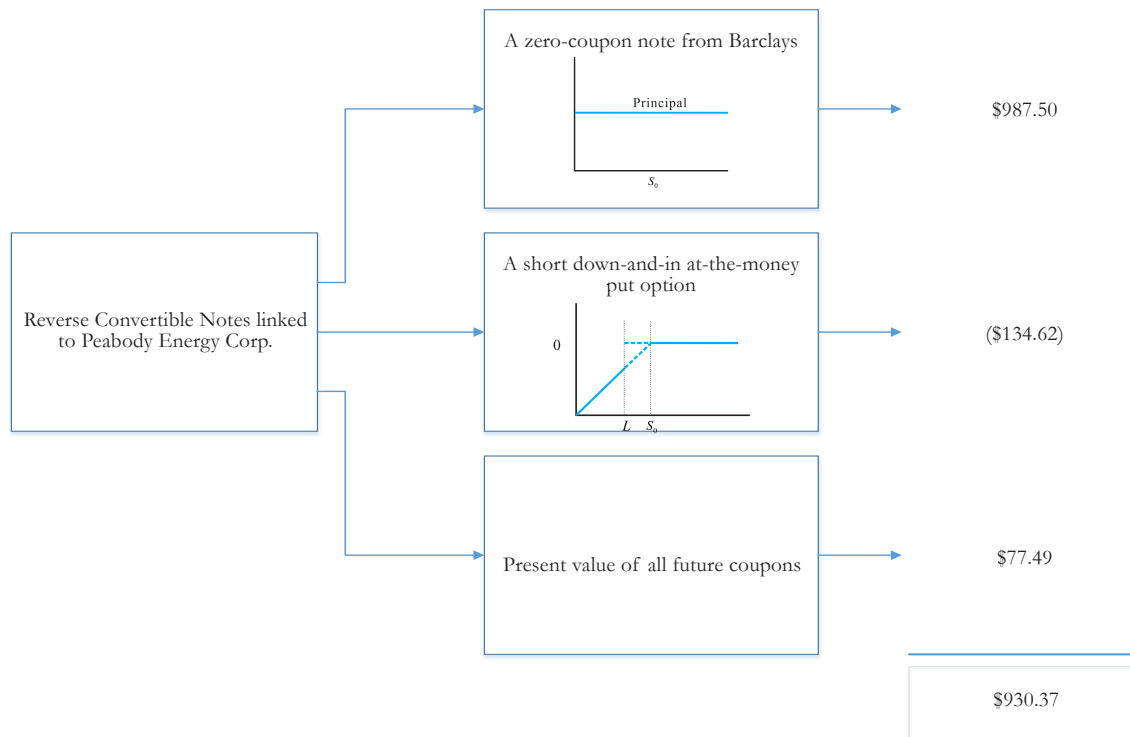 A zero-coupon note from Barclays
Principal
S₀
$987.50
Reverse Convertible Notes linked
to Peabody Energy Corp.
A short down-and-in at-the-money
put option
0
L S₀
($134.62)
Present value of all future coupons
$77.49
$930.37